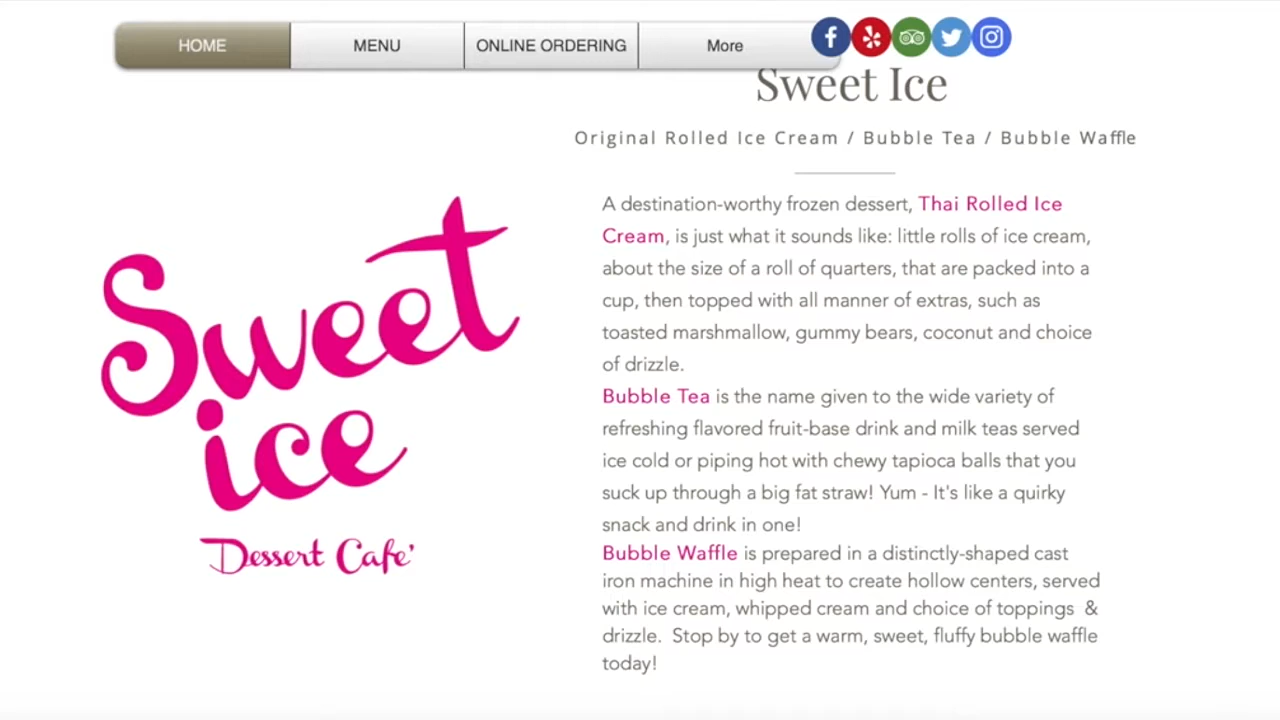 HOME
MENU
ONLINE ORDERING
More
Sweet Ice
Original Rolled Ice Cream / Bubble Tea / Bubble Waffle
Sweet
ice
Dessert Cafe'
A destination-worthy frozen dessert, Thai Rolled Ice
Cream, is just what it sounds like: little rolls of ice cream,
about the size of a roll of quarters, that are packed into a
cup, then topped with all manner of extras, such as
toasted marshmallow, gummy bears, coconut and choice
of drizzle.
Bubble Tea is the name given to the wide variety of
refreshing flavored fruit-base drink and milk teas served
ice cold or piping hot with chewy tapioca balls that you
suck up through a big fat straw! Yum - It's like a quirky
snack and drink in one!
Bubble Waffle is prepared in a distinctly-shaped cast
iron machine in high heat to create hollow centers, served
with ice cream, whipped cream and choice of toppings  &
drizzle.  Stop by to get a warm, sweet, fluffy bubble waffle
today!